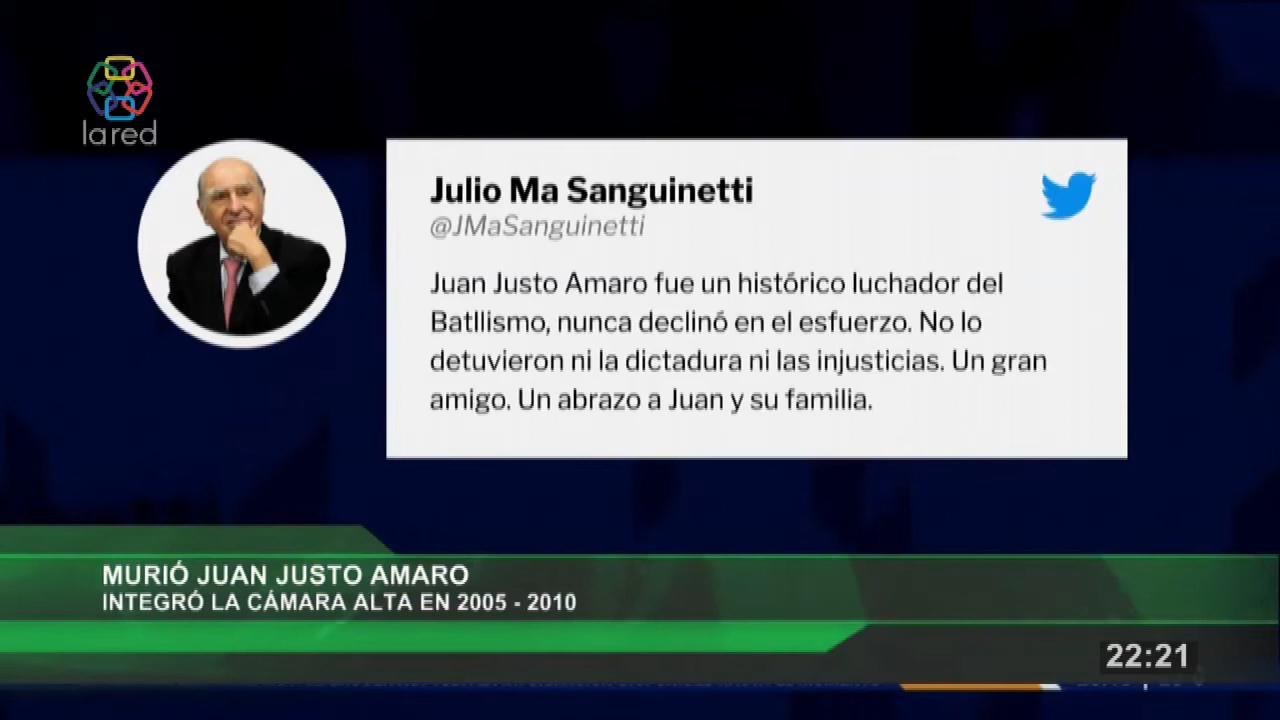 la red
Julio Ma Sanguinetti
@JMaSanguinetti
Juan Justo Amaro fue un histórico luchador del
Batllismo, nunca declinó en el esfuerzo. No lo
detuvieron ni la dictadura ni las injusticias. Un gran
amigo. Un abrazo a Juan y su familia.
MURIÓ JUAN JUSTO AMARO
INTEGRÓ LA CÁMARA ALTA EN 2005 - 2010
22:21